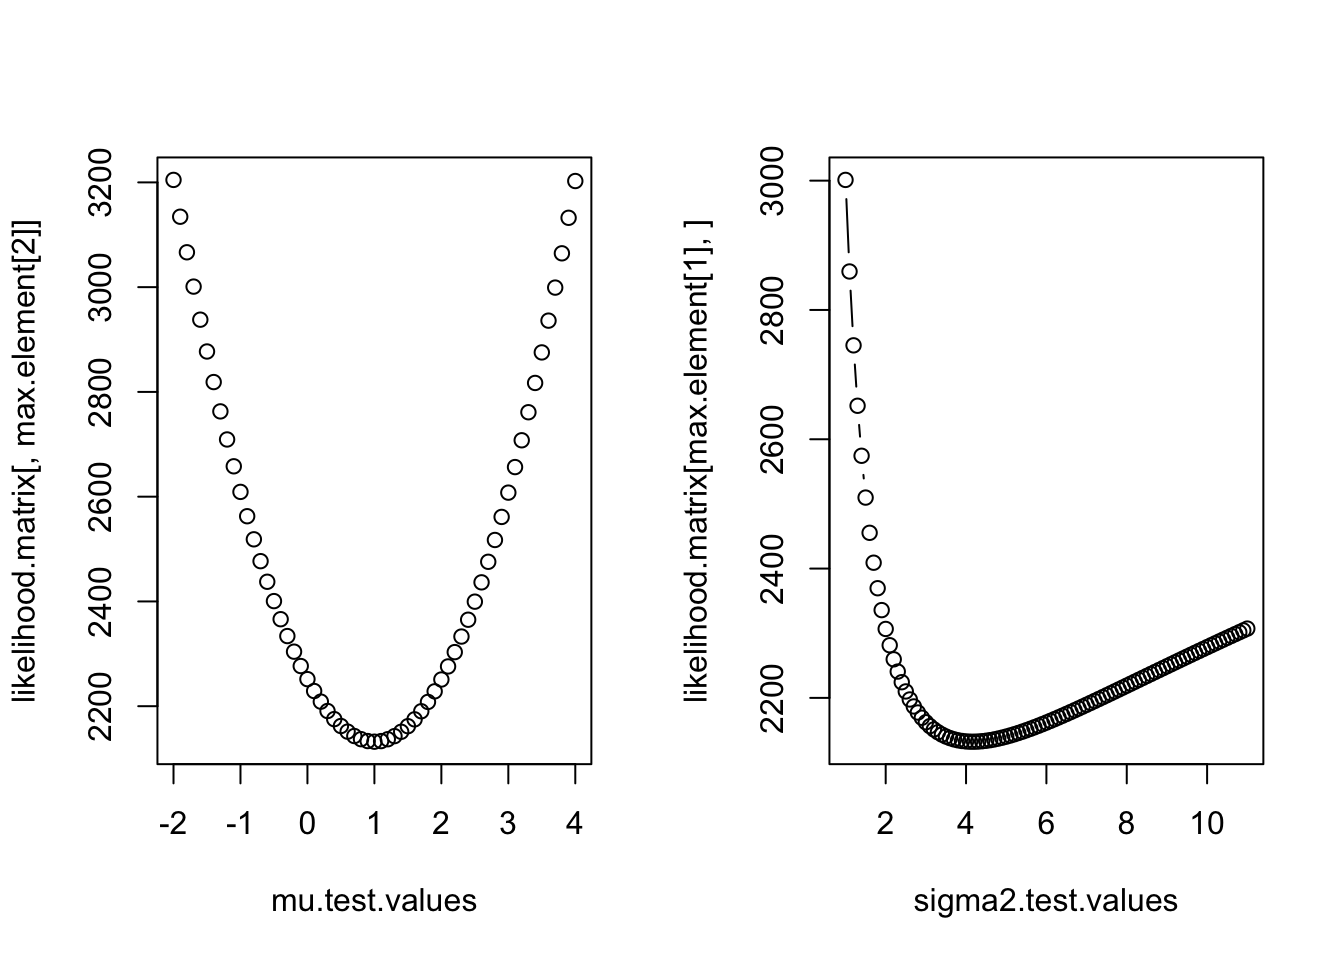 likelihood.matrix[, max.element[2]]
3200
3000
2800
2600
2400
2200
-2 -1 0 1 2 3 4
mu.test.values
likelihood.matrix[max.element[1], ]
3000
2800
2600
2400
2200
2 4 6 8 10
sigma2.test.values